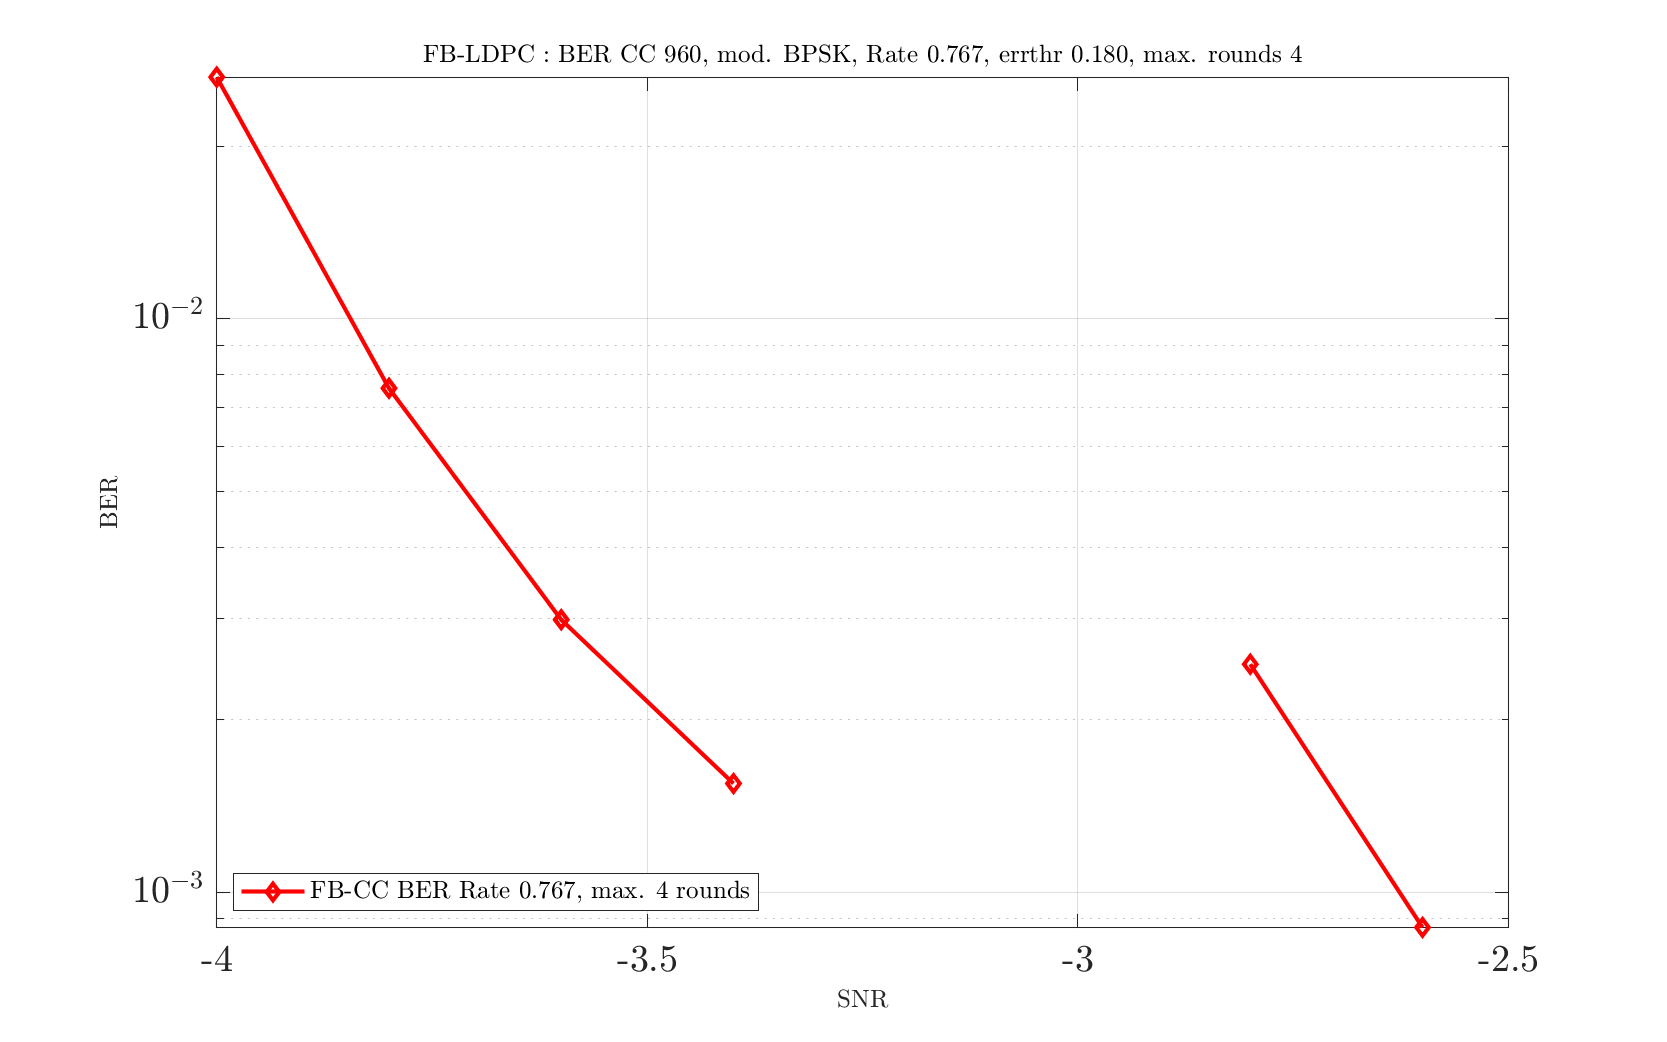 FB-LDPC : BER CC 960, mod. BPSK, Rate 0.767, errthr 0.180, max. rounds 4
10^{-2}
BER
10^{-3}
FB-CC BER Rate 0.767, max. 4 rounds
-4 -3.5 -3 -2.5
SNR